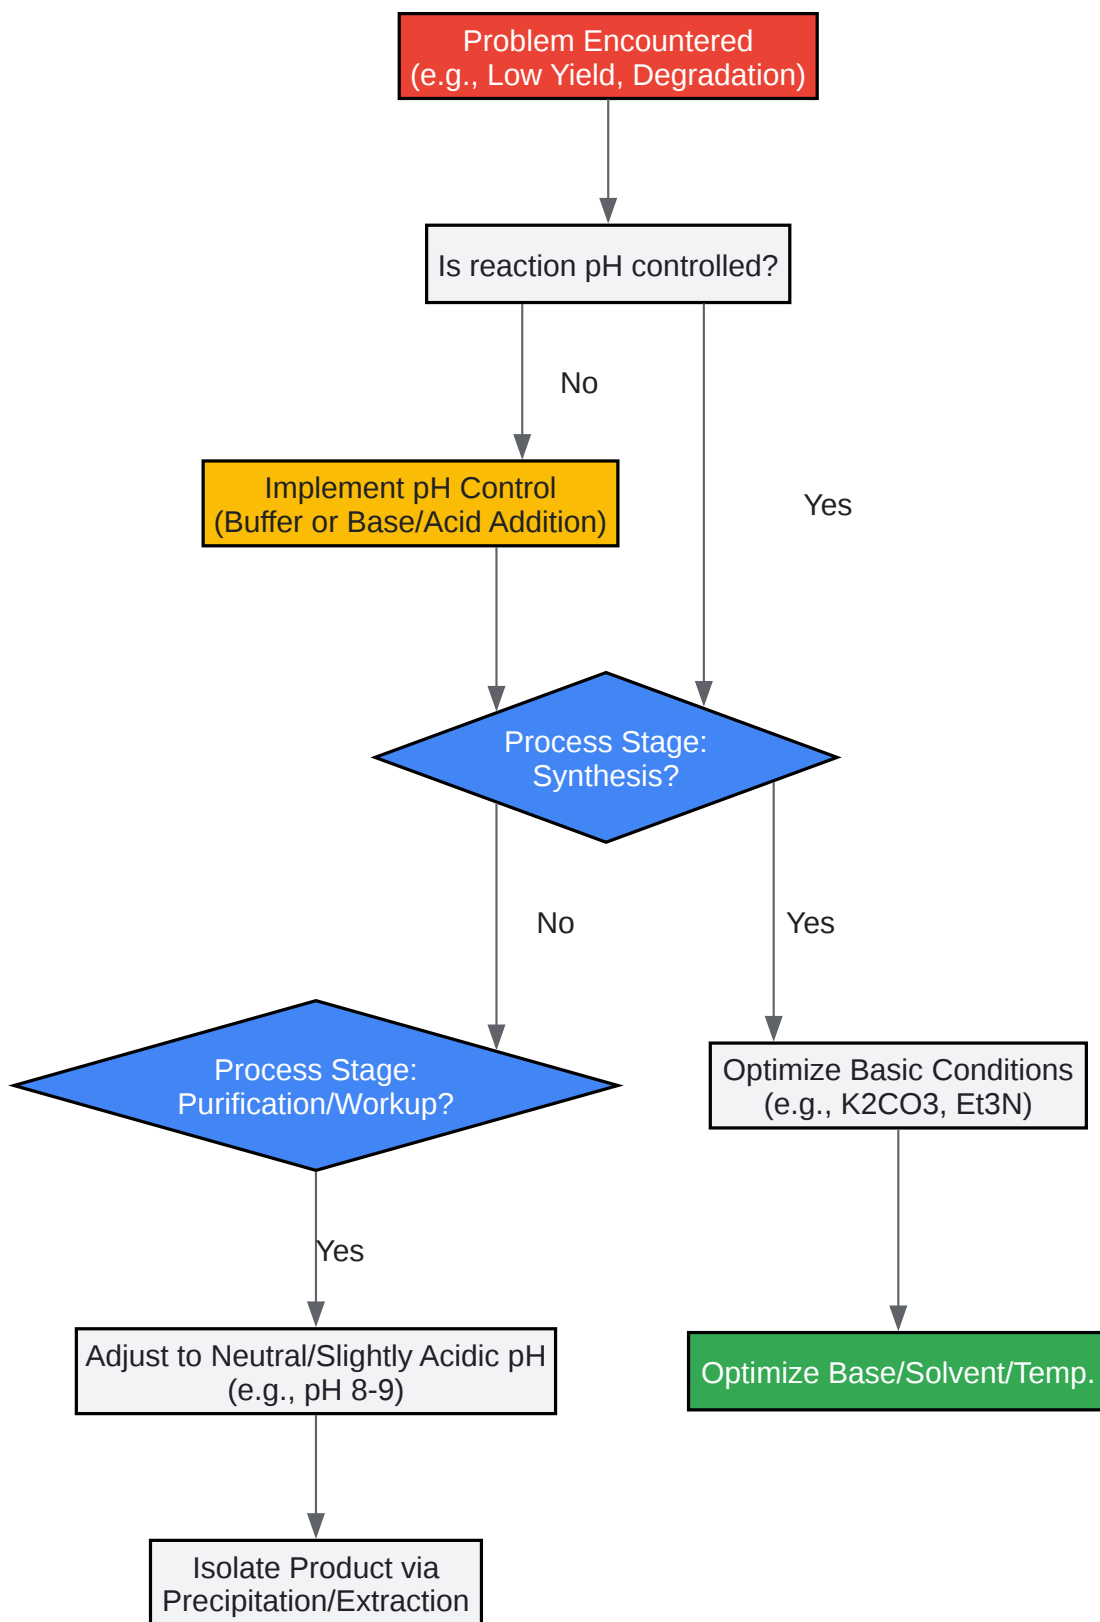 Problem Encountered
(e.g., Low Yield, Degradation)
Is reaction pH controlled?
No
Implement pH Control
(Buffer or Base/Acid Addition)
Yes
Process Stage:
Synthesis?
No
Yes
Process Stage:
Purification/Workup?
Optimize Basic Conditions
(e.g., K2CO3, Et3N)
Yes
Adjust to Neutral/Slightly Acidic pH
(e.g., pH 8-9)
Optimize Base/Solvent/Temp.
Isolate Product via
Precipitation/Extraction